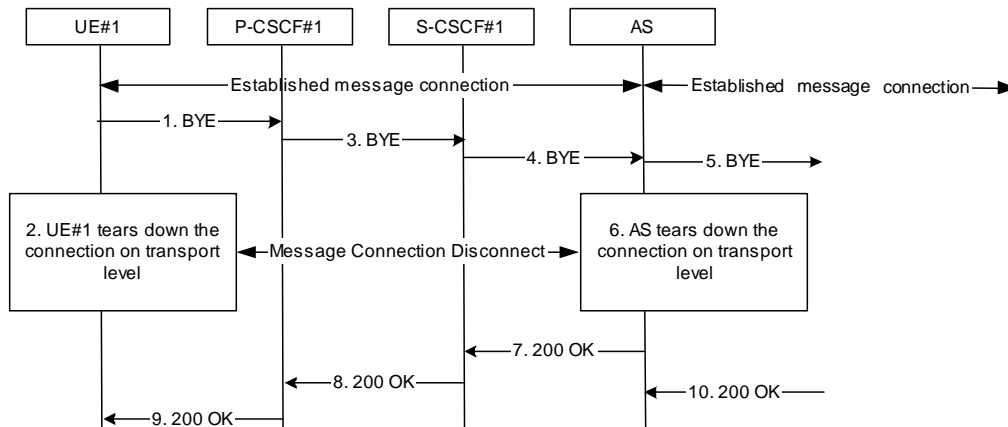 UE#1
P-CSCF#1
S-CSCF#1
AS
Established message connection
Established message connection
1. BYE
3. BYE
4. BYE
5. BYE
2. UE#1 tears down the
connection on transport
level
Message Connection Disconnect
6. AS tears down the
connection on transport
level
7. 200 OK
8. 200 OK
10. 200 OK
9. 200 OK